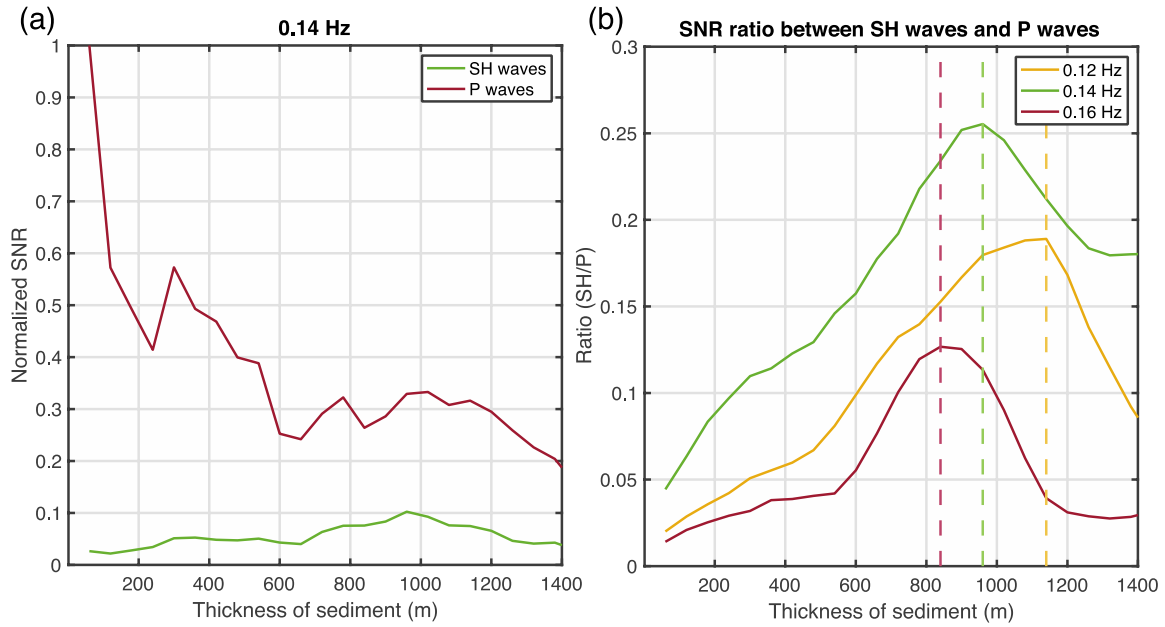 (a)
0.14 Hz
SH waves
P waves
1
0.9
0.8
0.7
0.6
0.5
0.4
0.3
0.2
0.1
0
Normalized SNR
200 400 600 800 1000 1200 1400
Thickness of sediment (m)
(b)
SNR ratio between SH waves and P waves
0.12 Hz
0.14 Hz
0.16 Hz
0.3
0.25
0.2
0.15
0.1
0.05
0
Ratio (SH/P)
200 400 600 800 1000 1200 1400
Thickness of sediment (m)